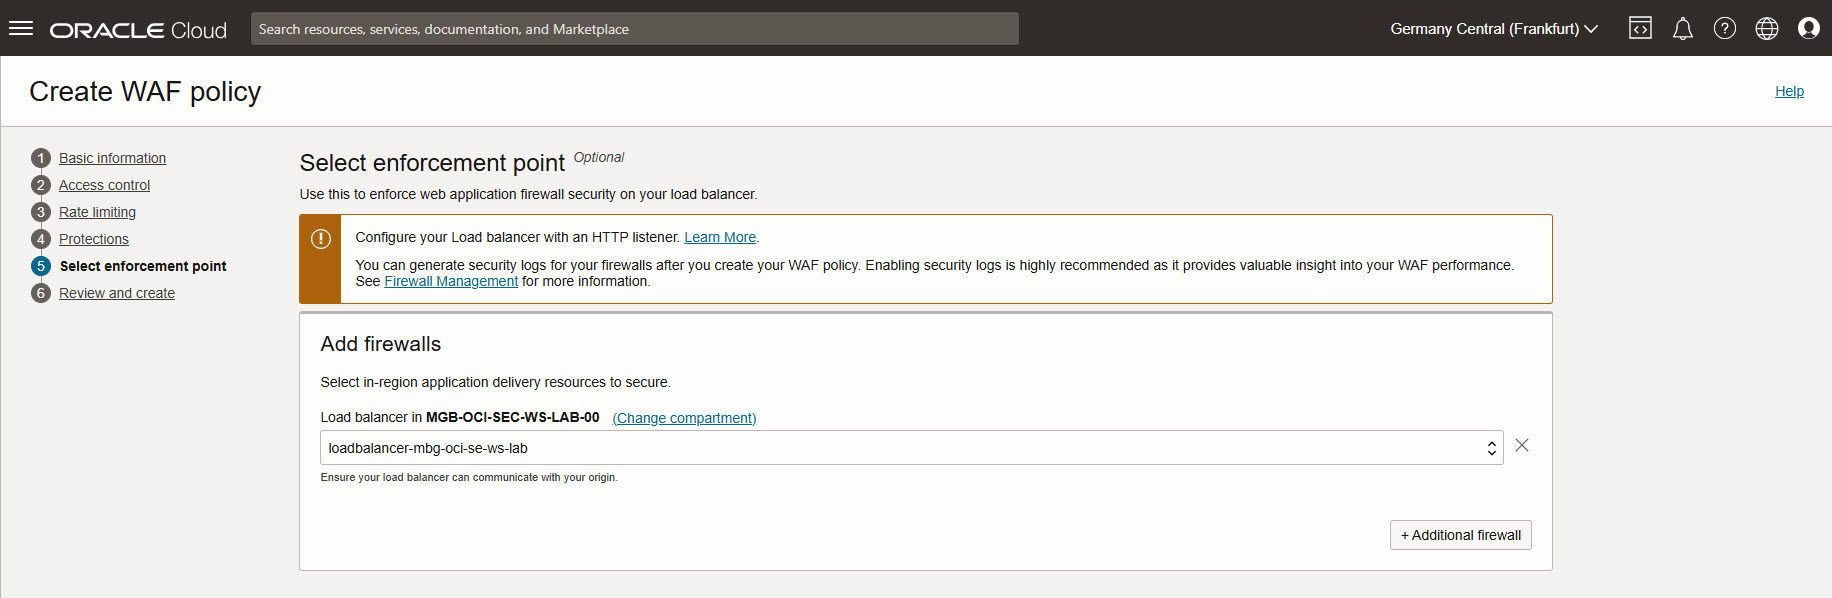 ORACLE Cloud
Search resources, services, documentation, and Marketplace
Germany Central (Frankfurt)
Create WAF policy
Help
1 Basic information
2 Access control
3 Rate limiting
4 Protections
5 Select enforcement point
6 Review and create
Select enforcement point Optional
Use this to enforce web application firewall security on your load balancer.
Configure your Load balancer with an HTTP listener. Learn More.
You can generate security logs for your firewalls after you create your WAF policy. Enabling security logs is highly recommended as it provides valuable insight into your WAF performance.
See Firewall Management for more information.
Add firewalls
Select in-region application delivery resources to secure.
Load balancer in MGB-OCI-SEC-WS-LAB-00 (Change compartment)
loadbalancer-mbg-oci-se-ws-lab
Ensure your load balancer can communicate with your origin.
+ Additional firewall